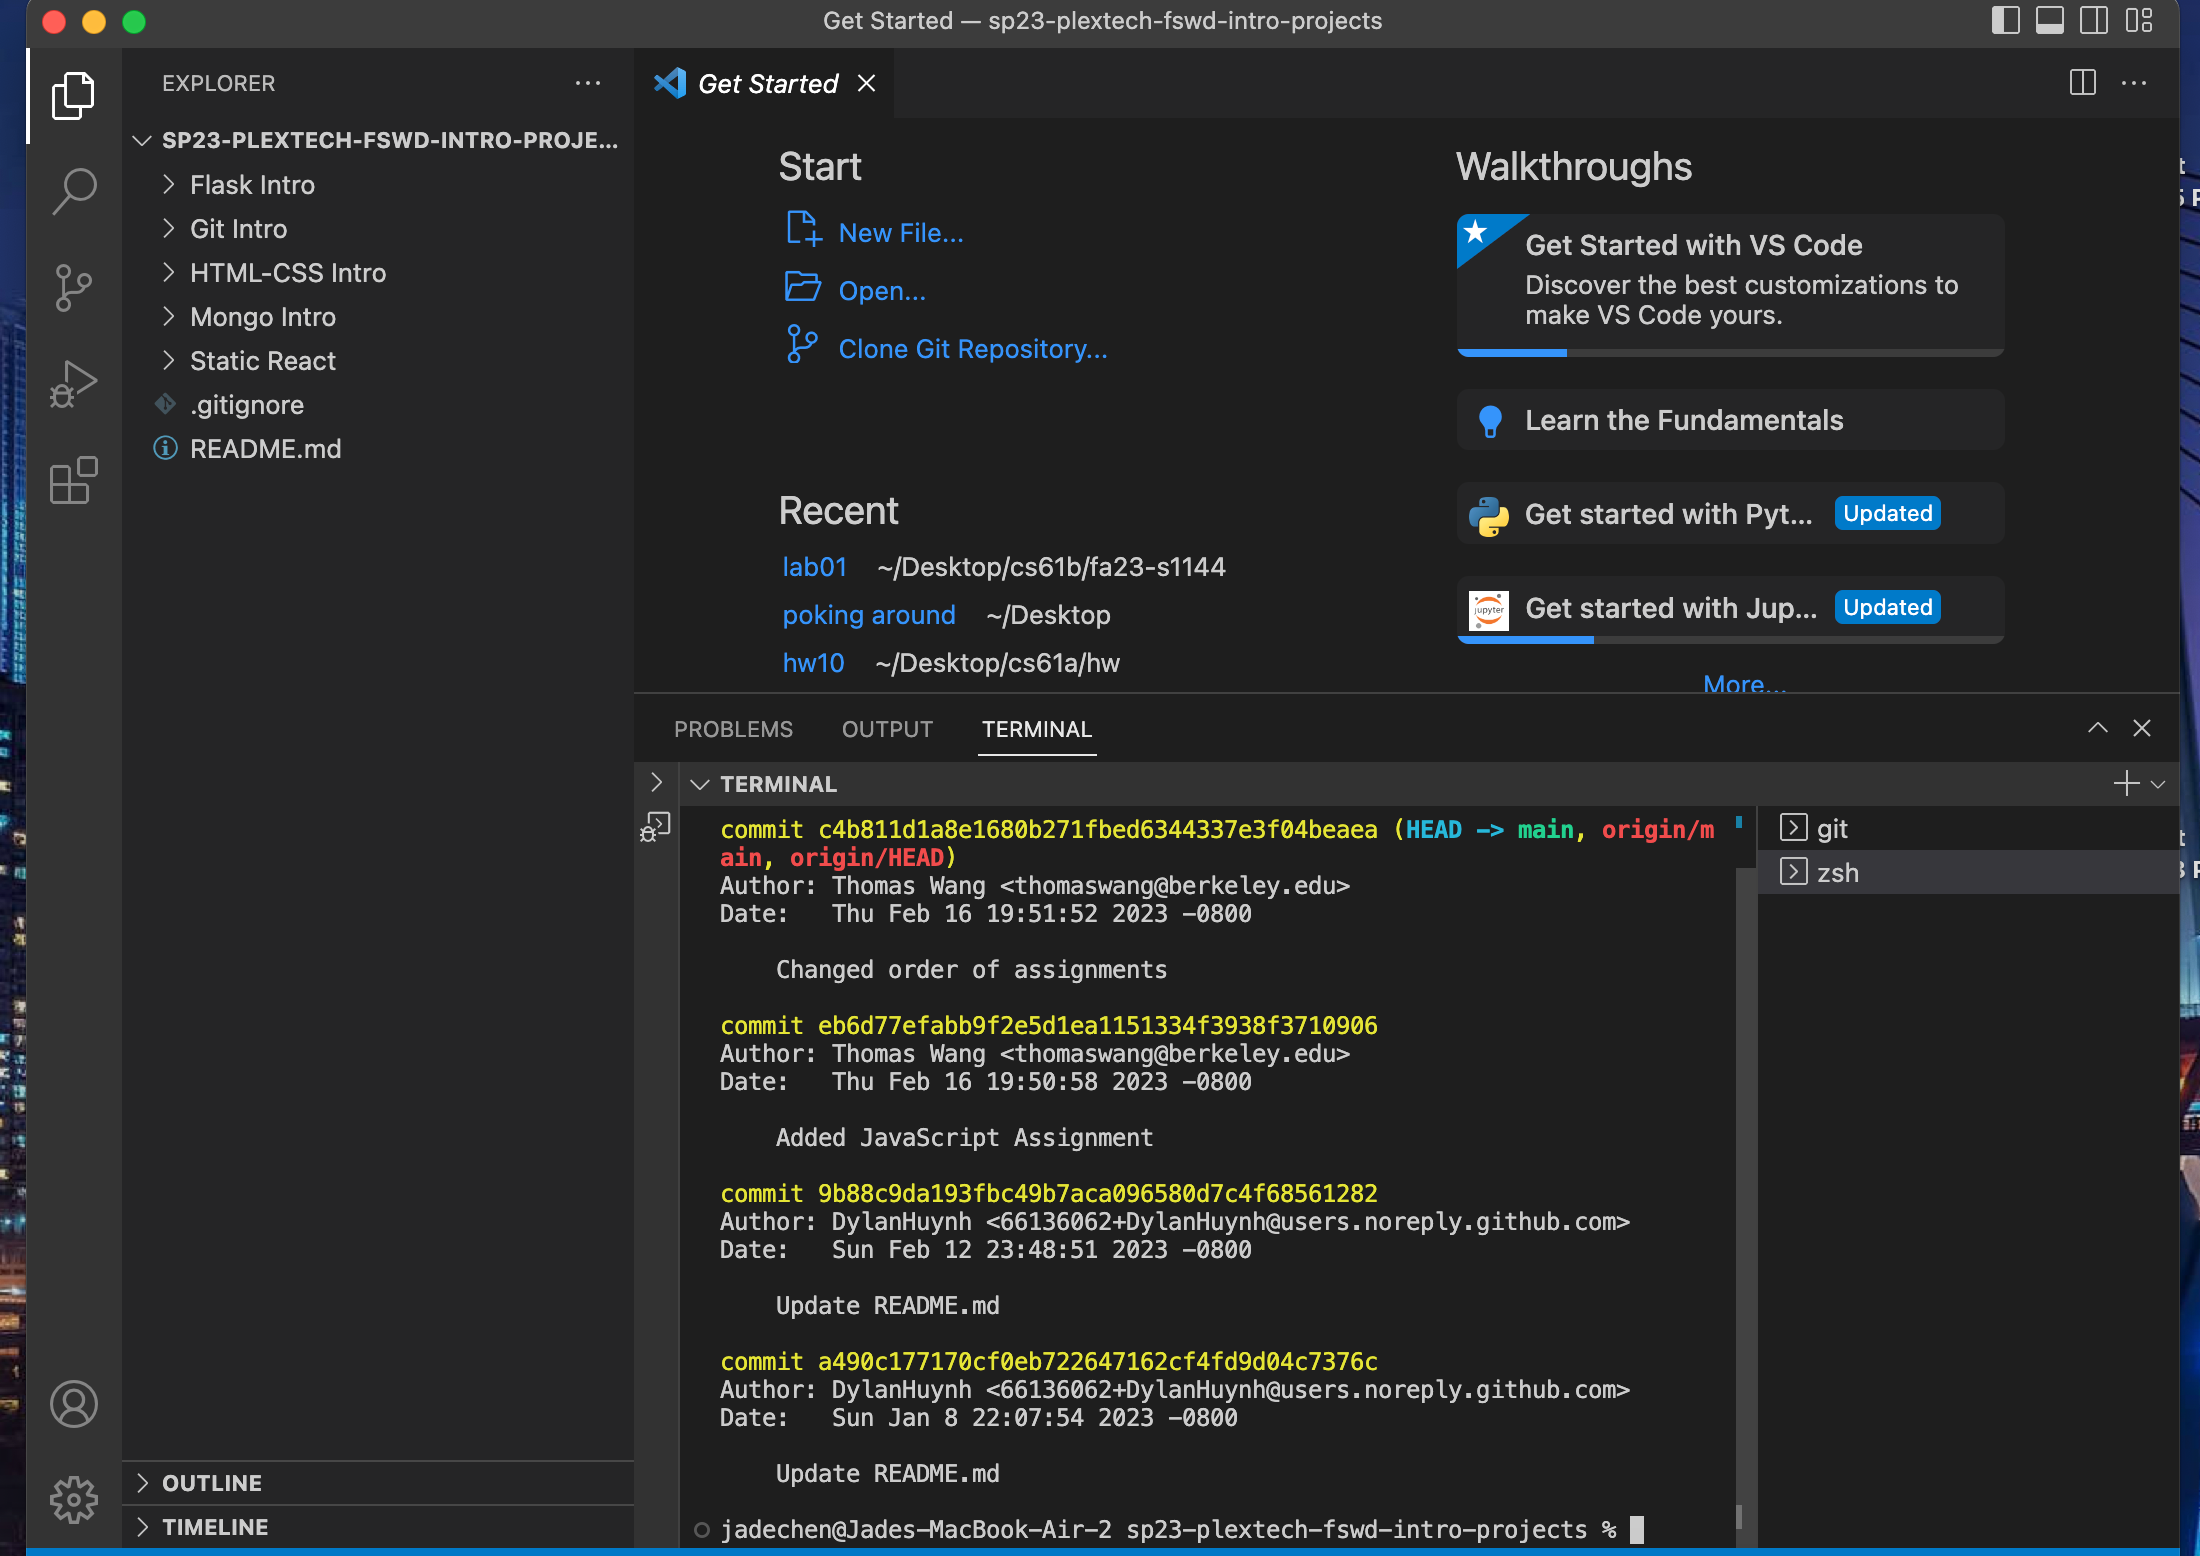 Get Started — sp23-plextech-fswd-intro-projects
EXPLORER
SP23-PLEXTECH-FSWD-INTRO-PROJE...
Flask Intro
Git Intro
HTML-CSS Intro
Mongo Intro
Static React
.gitignore
README.md
OUTLINE
TIMELINE
Get Started
Start
New File...
Open...
Clone Git Repository...
Recent
lab01 ~/Desktop/cs61b/fa23-s1144
poking around ~/Desktop
hw10 ~/Desktop/cs61a/hw
Walkthroughs
Get Started with VS Code
Discover the best customizations to
make VS Code yours.
Learn the Fundamentals
Get started with Pyt... Updated
jupyter
Get started with Jup... Updated
More...
PROBLEMS OUTPUT TERMINAL
TERMINAL
commit c4b811d1a8e1680b271fbed6344337e3f04beaea (HEAD -> main, origin/m
ain, origin/HEAD)
Author: Thomas Wang <thomaswang@berkeley.edu>
Date:   Thu Feb 16 19:51:52 2023 -0800
Changed order of assignments
commit eb6d77efabb9f2e5d1ea1151334f3938f3710906
Author: Thomas Wang <thomaswang@berkeley.edu>
Date:   Thu Feb 16 19:50:58 2023 -0800
Added JavaScript Assignment
commit 9b88c9da193fbc49b7aca096580d7c4f68561282
Author: DylanHuynh <66136062+DylanHuynh@users.noreply.github.com>
Date:   Sun Feb 12 23:48:51 2023 -0800
Update README.md
commit a490c177170cf0eb722647162cf4fd9d04c7376c
Author: DylanHuynh <66136062+DylanHuynh@users.noreply.github.com>
Date:   Sun Jan 8 22:07:54 2023 -0800
Update README.md
jadechen@Jades-MacBook-Air-2 sp23-plextech-fswd-intro-projects %
git
zsh